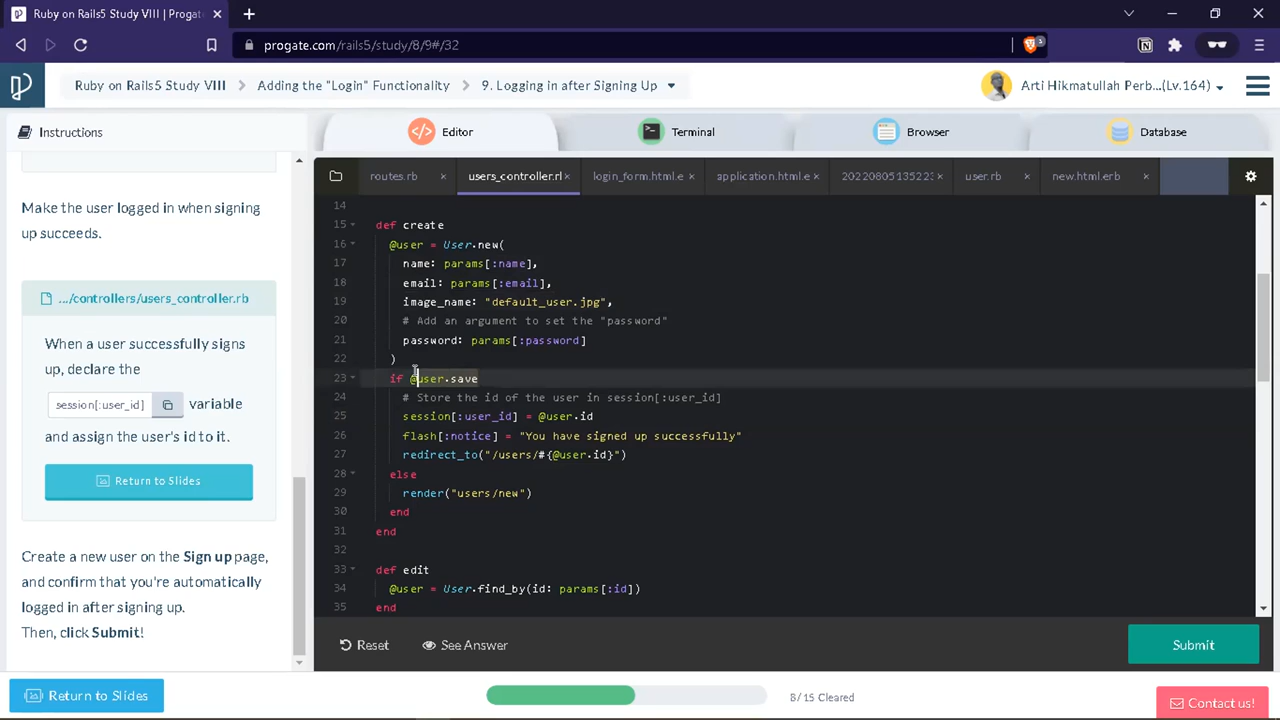 Ruby on Rails5 Study VIII | Progate
progate.com/rails5/study/8/9#/32
3
Ruby on Rails5 Study VIII
Adding the "Login" Functionality
9. Logging in after Signing Up
Arti Hikmatullah Perb...(Lv.164)
Instructions
Editor
Terminal
Browser
Database
routes.rb
users_controller.rl
login_form.html.e
application.html.e
20220805135223
user.rb
new.html.erb
Make the user logged in when signing
up succeeds.
.../controllers/users_controller.rb
When a user successfully signs
up, declare the
session[:user_id] variable
and assign the user's id to it.
Return to Slides
Create a new user on the Sign up page,
and confirm that you're automatically
logged in after signing up.
Then, click Submit!
14
15 def create
16 @user = User.new(
17 name: params[:name],
18 email: params[:email],
19 image_name: "default_user.jpg",
20 # Add an argument to set the "password"
21 password: params[:password]
22 )
23 if @user.save
24 # Store the id of the user in session[:user_id]
25 session[:user_id] = @user.id
26 flash[:notice] = "You have signed up successfully"
27 redirect_to("/users/#{@user.id}")
28 else
29 render("users/new")
30 end
31 end
32
33 def edit
34 @user = User.find_by(id: params[:id])
35 end
Reset
See Answer
Submit
Return to Slides
8/15 Cleared
Contact us!